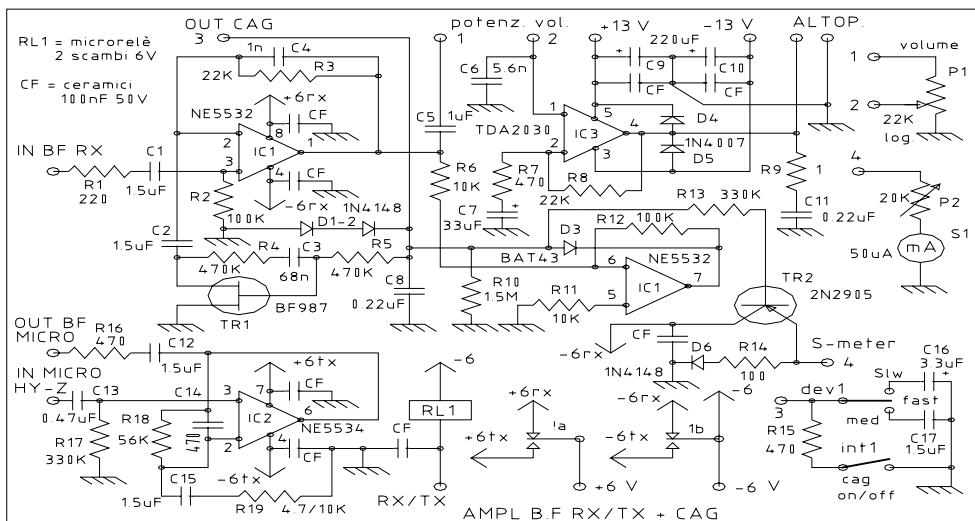 RL1 = microrelè
2 scambi 6V
CF = ceramici
100nF 50V
OUT CAG
3
1n
C4
R3
22K
NE5532
+6rx
CF
8
2
3
IC1
1
4
CF
-6rx
IN BF RX
R1
220
C1
1.5uF
R2
100K
D1-2
1N4148
C2
1.5uF
R4
470K
C3
68n
R5
470K
C8
0.22uF
BF987
TR1
potenz. vol.
1
2
C6
5.6n
C5
1uF
R6
10K
TDA2030
1
2
IC3
5
4
3
R7
470
C7
33uF
R8
22K
+13 V
-13 V
220uF
C9
C10
CF
CF
D4
1N4007
D5
ALTOP.
R9
1
C11
0.22uF
1
volume
P1
2
22K
log.
4
20K
P2
S1
mA
50uA
R13
330K
R12
100K
D3
BAT43
NE5532
6
7
5
IC1
R10
1.5M
R11
10K
TR2
2N2905
CF
-6rx
D6
1N4148
R14
100
S-meter
4
OUT BF
MICRO
R16
470
C12
1.5uF
IN MICRO
HY-Z
C13
0.47uF
C14
470
R17
330K
R18
56K
+6tx
CF
3
7
6
IC2
2
4
NE5534
CF
-6tx
C15
1.5uF
R19
4.7/10K
CF
-6
RL1
RX/TX
+6rx
!a
+6tx
+6 V
-6rx
-6
1b
-6tx
-6 V
C16
3.3uF
Slw
dev1
fast
3
med
C17
1.5uF
R15
470
int1
cag
on/off
AMPL B.F RX/TX + CAG